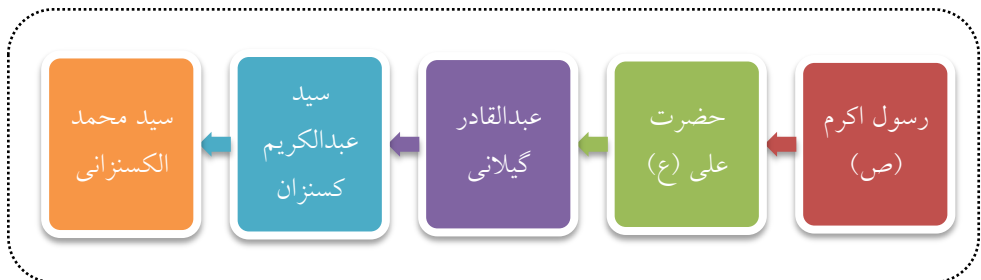 رسول اکرم
(ص)
حضرت
علی (ع)
عبدالقادر
گیلانی
سید
عبدالکریم
کسنزان
سید محمد
الکسنزانی